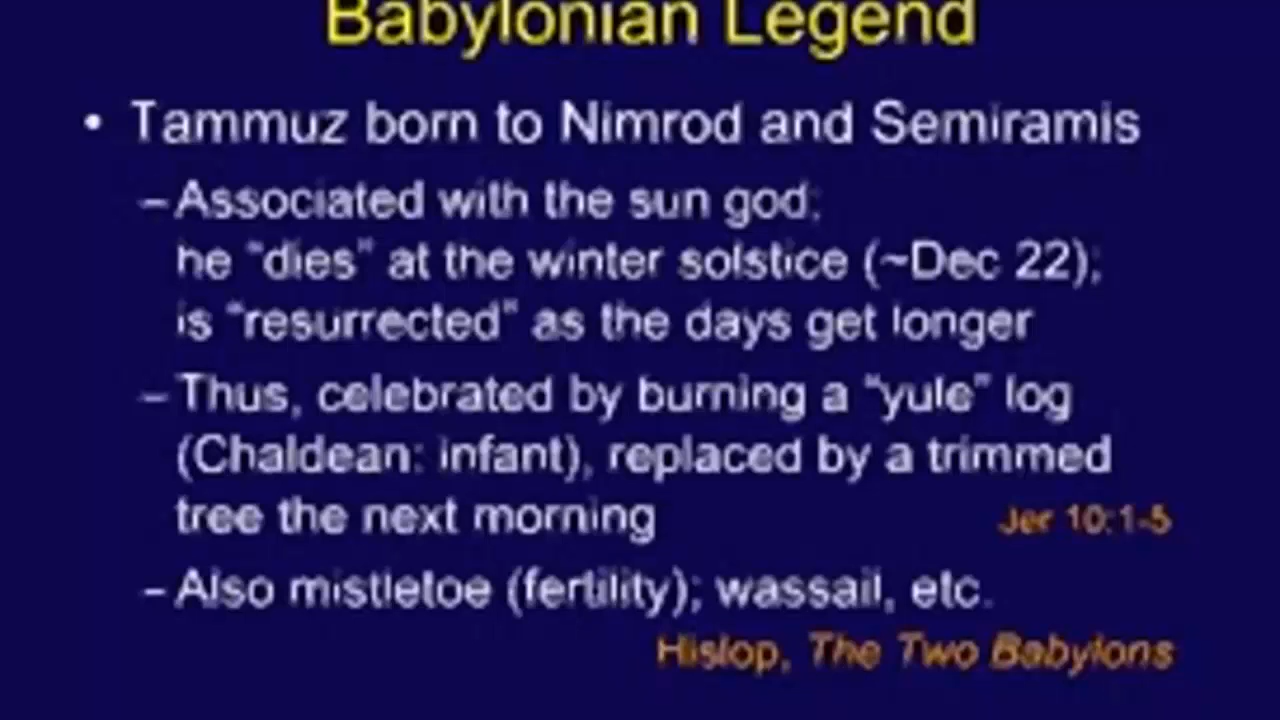 Babylonian Legend
• Tammuz born to Nimrod and Semiramis
– Associated with the sun god;
he “dies” at the winter solstice (~Dec 22);
is “resurrected” as the days get longer
– Thus, celebrated by burning a “yule” log
(Chaldean: infant), replaced by a trimmed
tree the next morning
Jer 10:1-5
– Also mistletoe (fertility); wassail, etc.
Hislop, The Two Babylons